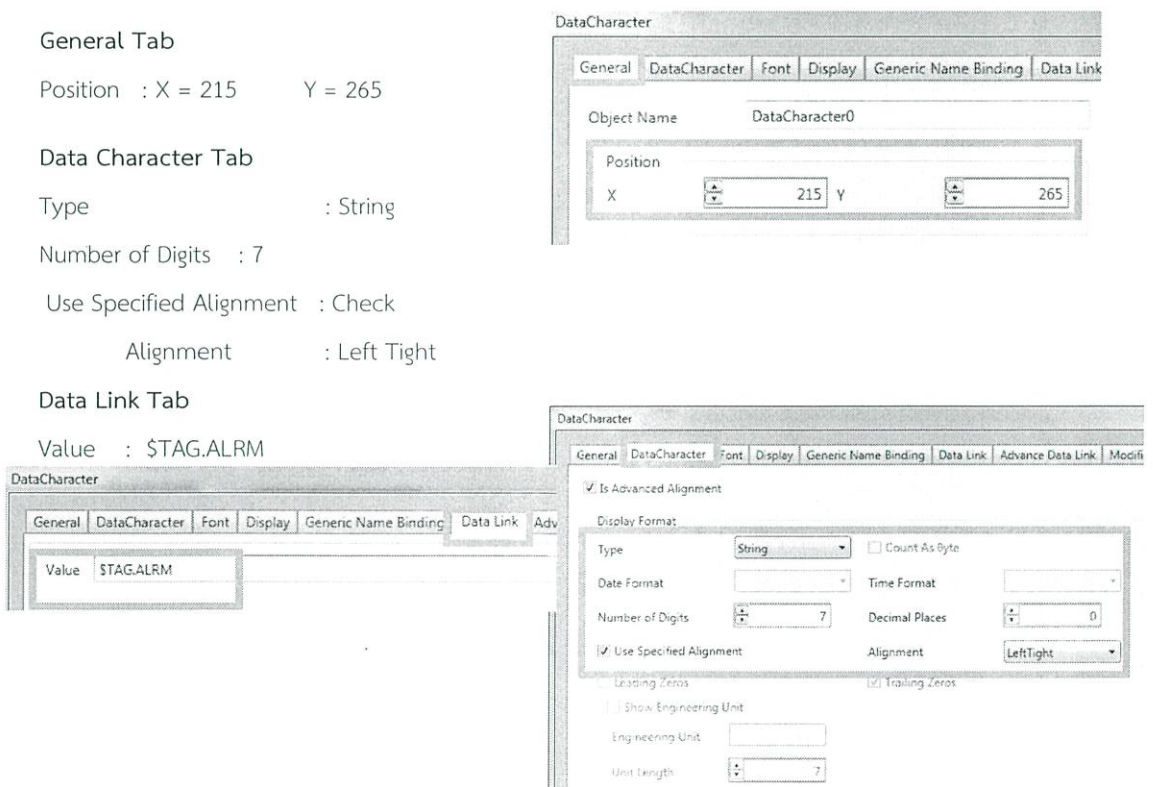 General Tab
Position : X = 215 Y = 265
Data Character Tab
Type : String
Number of Digits : 7
Use Specified Alignment : Check
Alignment : Left Tight
Data Link Tab
Value : $TAG.ALRM
DataCharacter
General DataCharacter Font Display Generic Name Binding Data Link
Object Name DataCharacter0
Position
X 215 Y 265
DataCharacter
General DataCharacter Font Display Generic Name Binding Data Link Adv
Value $TAG.ALRM
DataCharacter
General DataCharacter Font Display Generic Name Binding Data Link Advance Data Link Modifi
Is Advanced Alignment
Display Format
Type String Count As Byte
Date Format Time Format
Number of Digits 7 Decimal Places 0
Use Specified Alignment Alignment LeftTight
Leading Zeros Trailing Zeros
Show Engineering Unit
Engineering Unit
Unit Length 7